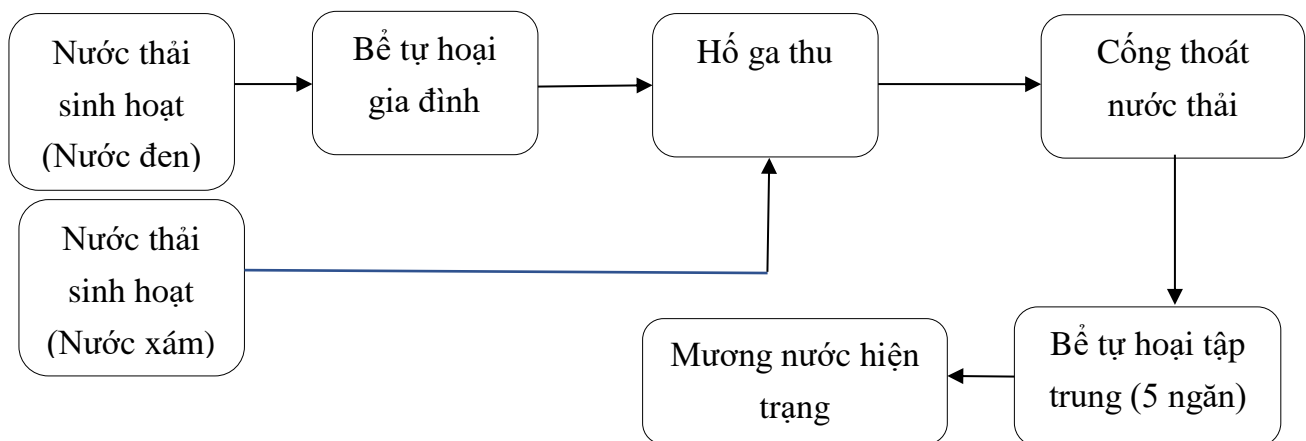 Nước thải
sinh hoạt
(Nước đen)
Bể tự hoại
gia đình
Hố ga thu
Cống thoát
nước thải
Nước thải
sinh hoạt
(Nước xám)
Mương nước hiện
trạng
Bể tự hoại tập
trung (5 ngăn)